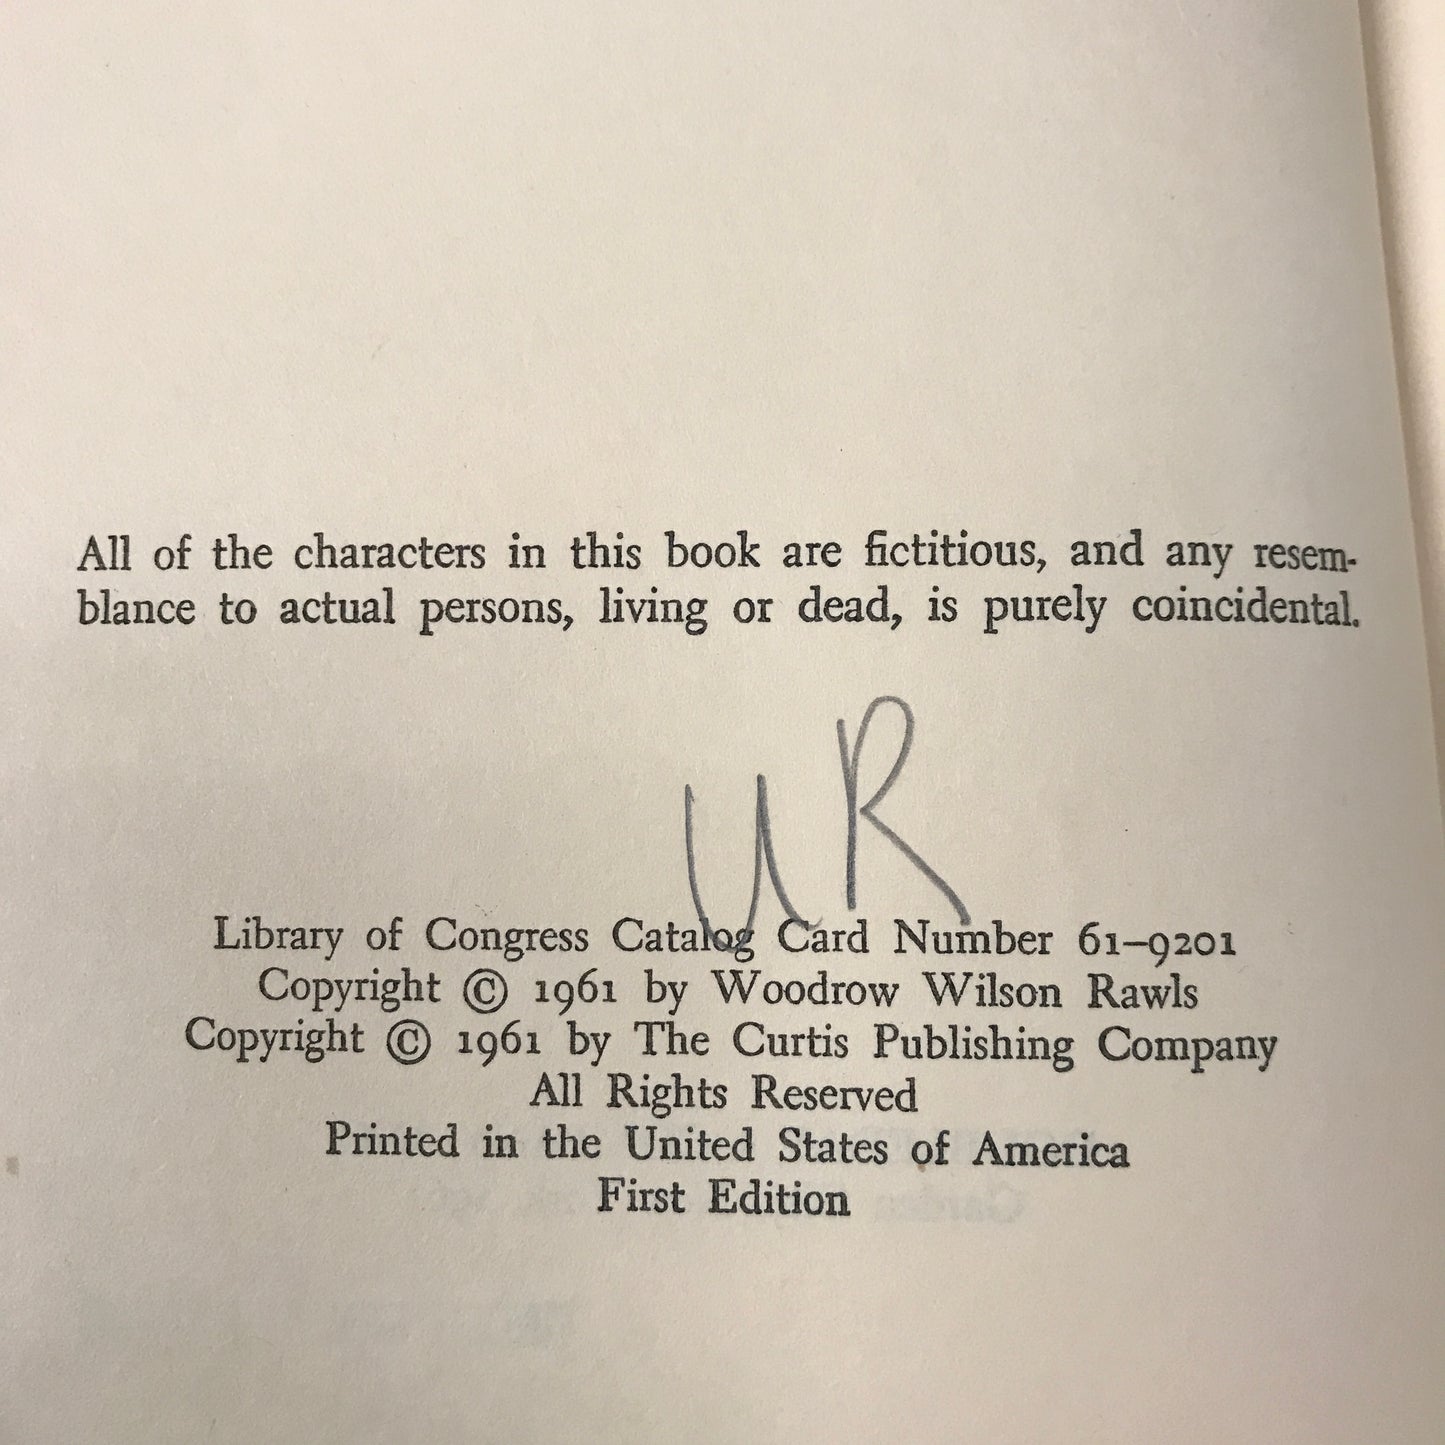 All of the characters in this book are fictitious, and any resem-
blance to actual persons, living or dead, is purely coincidental.
UR
Library of Congress Catalog Card Number 61–9201
Copyright © 1961 by Woodrow Wilson Rawls
Copyright © 1961 by The Curtis Publishing Company
All Rights Reserved
Printed in the United States of America
First Edition